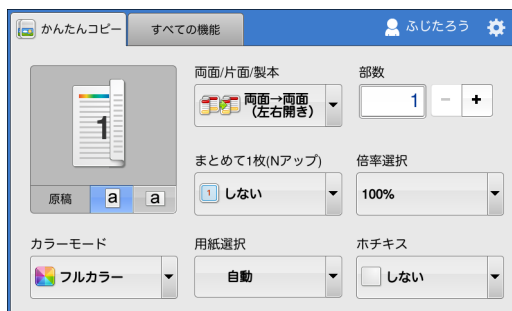 かんたんコピー
すべての機能
ふじたろう
1
原稿
a
a
両面/片面/製本
両面→両面
(左右開き)
部数
1
－
+
まとめて1枚(Nアップ)
1
しない
倍率選択
100%
カラーモード
フルカラー
用紙選択
自動
ホチキス
しない